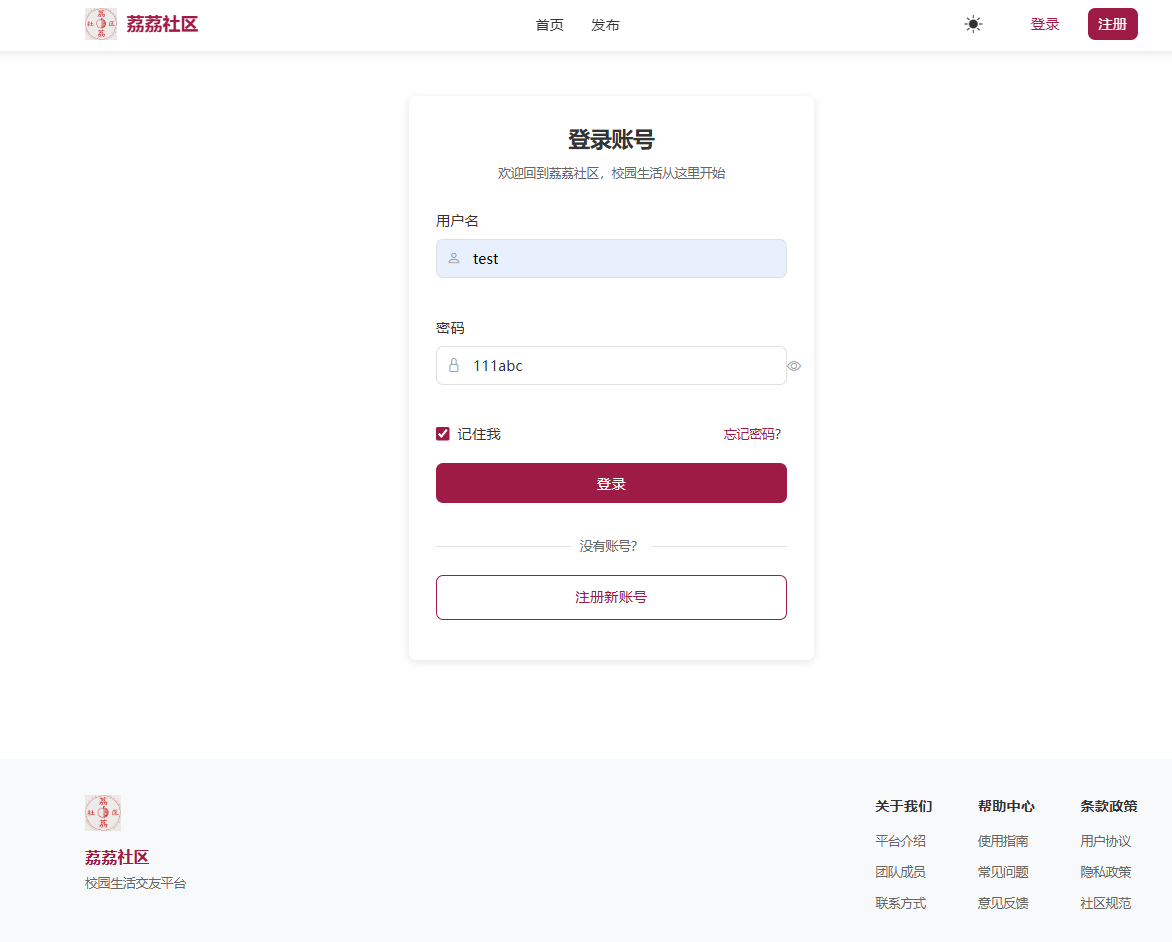 荔荔社区
首页 发布
登录 注册
登录账号
欢迎回到荔荔社区，校园生活从这里开始
用户名
test
密码
111abc
记住我 忘记密码?
登录
没有账号?
注册新账号
荔
社 区
荔
荔荔社区
校园生活交友平台
关于我们 帮助中心 条款政策
平台介绍 使用指南 用户协议
团队成员 常见问题 隐私政策
联系方式 意见反馈 社区规范